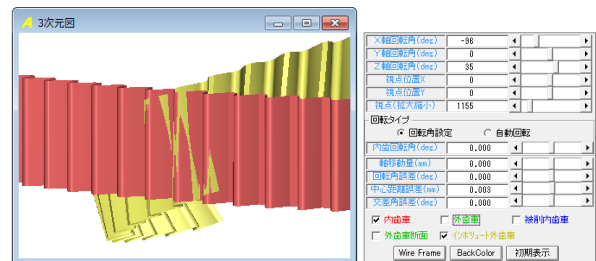 3次元図
X軸回転角(deg) -96
Y軸回転角(deg) 0
Z軸回転角(deg) 35
視点位置X 0
視点位置Y 0
視点(拡大縮小) 1155
回転タイプ
回転角設定 自動回転
内歯回転角(deg) 0.000
軸移動量(mm) 0.000
回転角誤差(deg) 0.000
中心距離誤差(mm) 0.003
交差角誤差(deg) 0.000
内歯車 外歯車 被削内歯車
外歯車断面 インボリュート外歯車
Wire Frame BackColor 初期表示